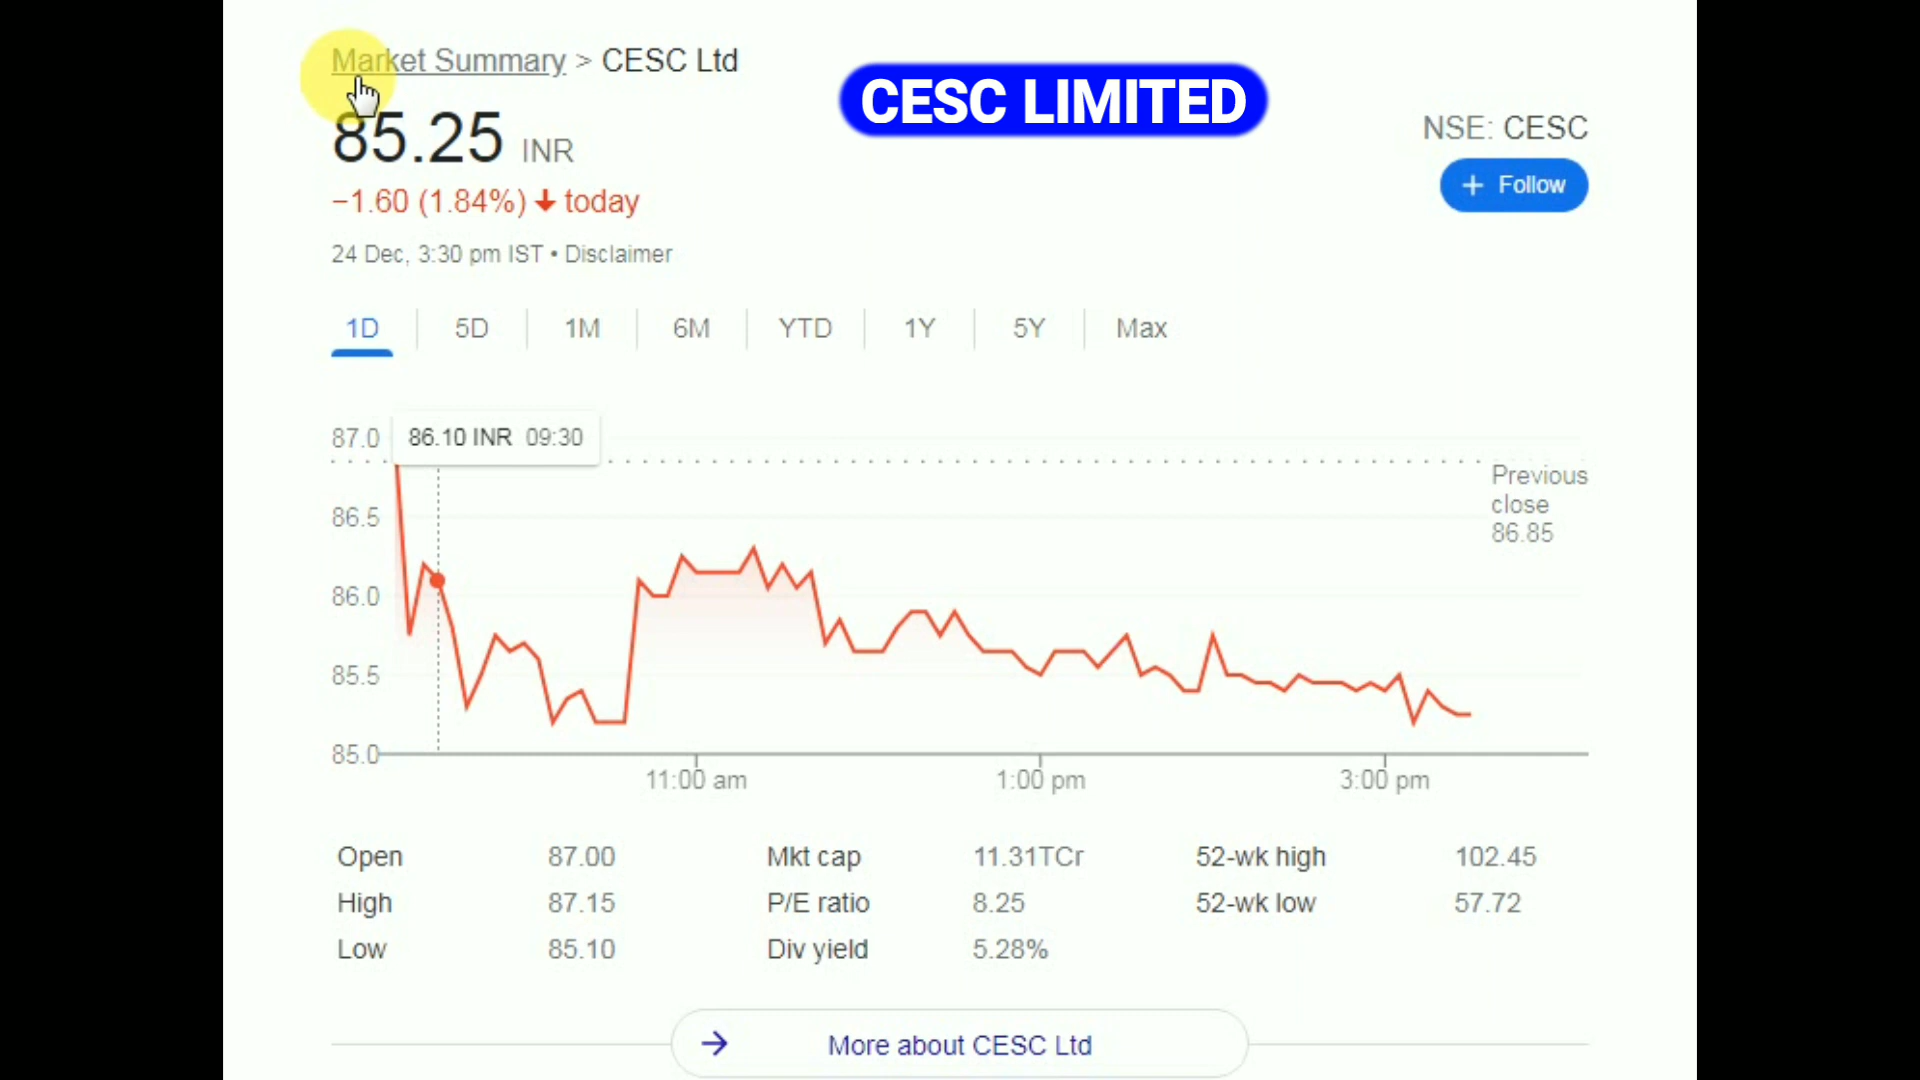 Market Summary > CESC Ltd
CESC LIMITED
85.25 INR
NSE: CESC
+ Follow
−1.60 (1.84%) ↓ today
24 Dec, 3:30 pm IST • Disclaimer
1D 5D 1M 6M YTD 1Y 5Y Max
87.0
86.10 INR 09:30
Previous
close
86.85
86.5
86.0
85.5
85.0
11:00 am 1:00 pm 3:00 pm
Open 87.00 Mkt cap 11.31TCr 52-wk high 102.45
High 87.15 P/E ratio 8.25 52-wk low 57.72
Low 85.10 Div yield 5.28%
→ More about CESC Ltd